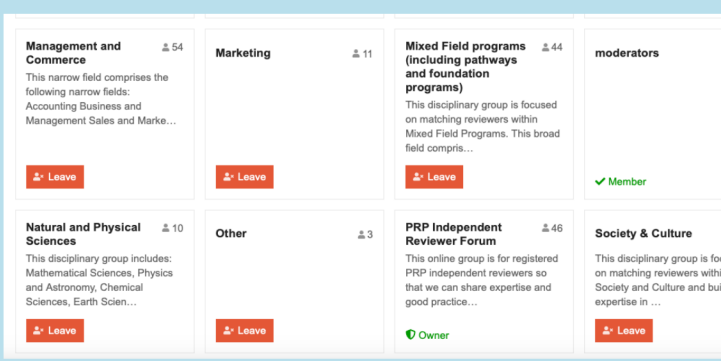 Management and Commerce
54
This narrow field comprises the
following narrow fields:
Accounting Business and
Management Sales and Marke...
Leave
Marketing
11
Leave
Mixed Field programs
(including pathways
and foundation
programs)
44
This disciplinary group is focused
on matching reviewers within
Mixed Field Programs. This broad
field compris...
Leave
moderators
Member
Natural and Physical
Sciences
10
This disciplinary group includes:
Mathematical Sciences, Physics
and Astronomy, Chemical
Sciences, Earth Scien...
Leave
Other
3
Leave
PRP Independent
Reviewer Forum
46
This online group is for registered
PRP independent reviewers so
that we can share expertise and
good practice...
Owner
Society & Culture
This disciplinary group is
on matching reviewers
Society and Culture and
expertise in ...
Leave